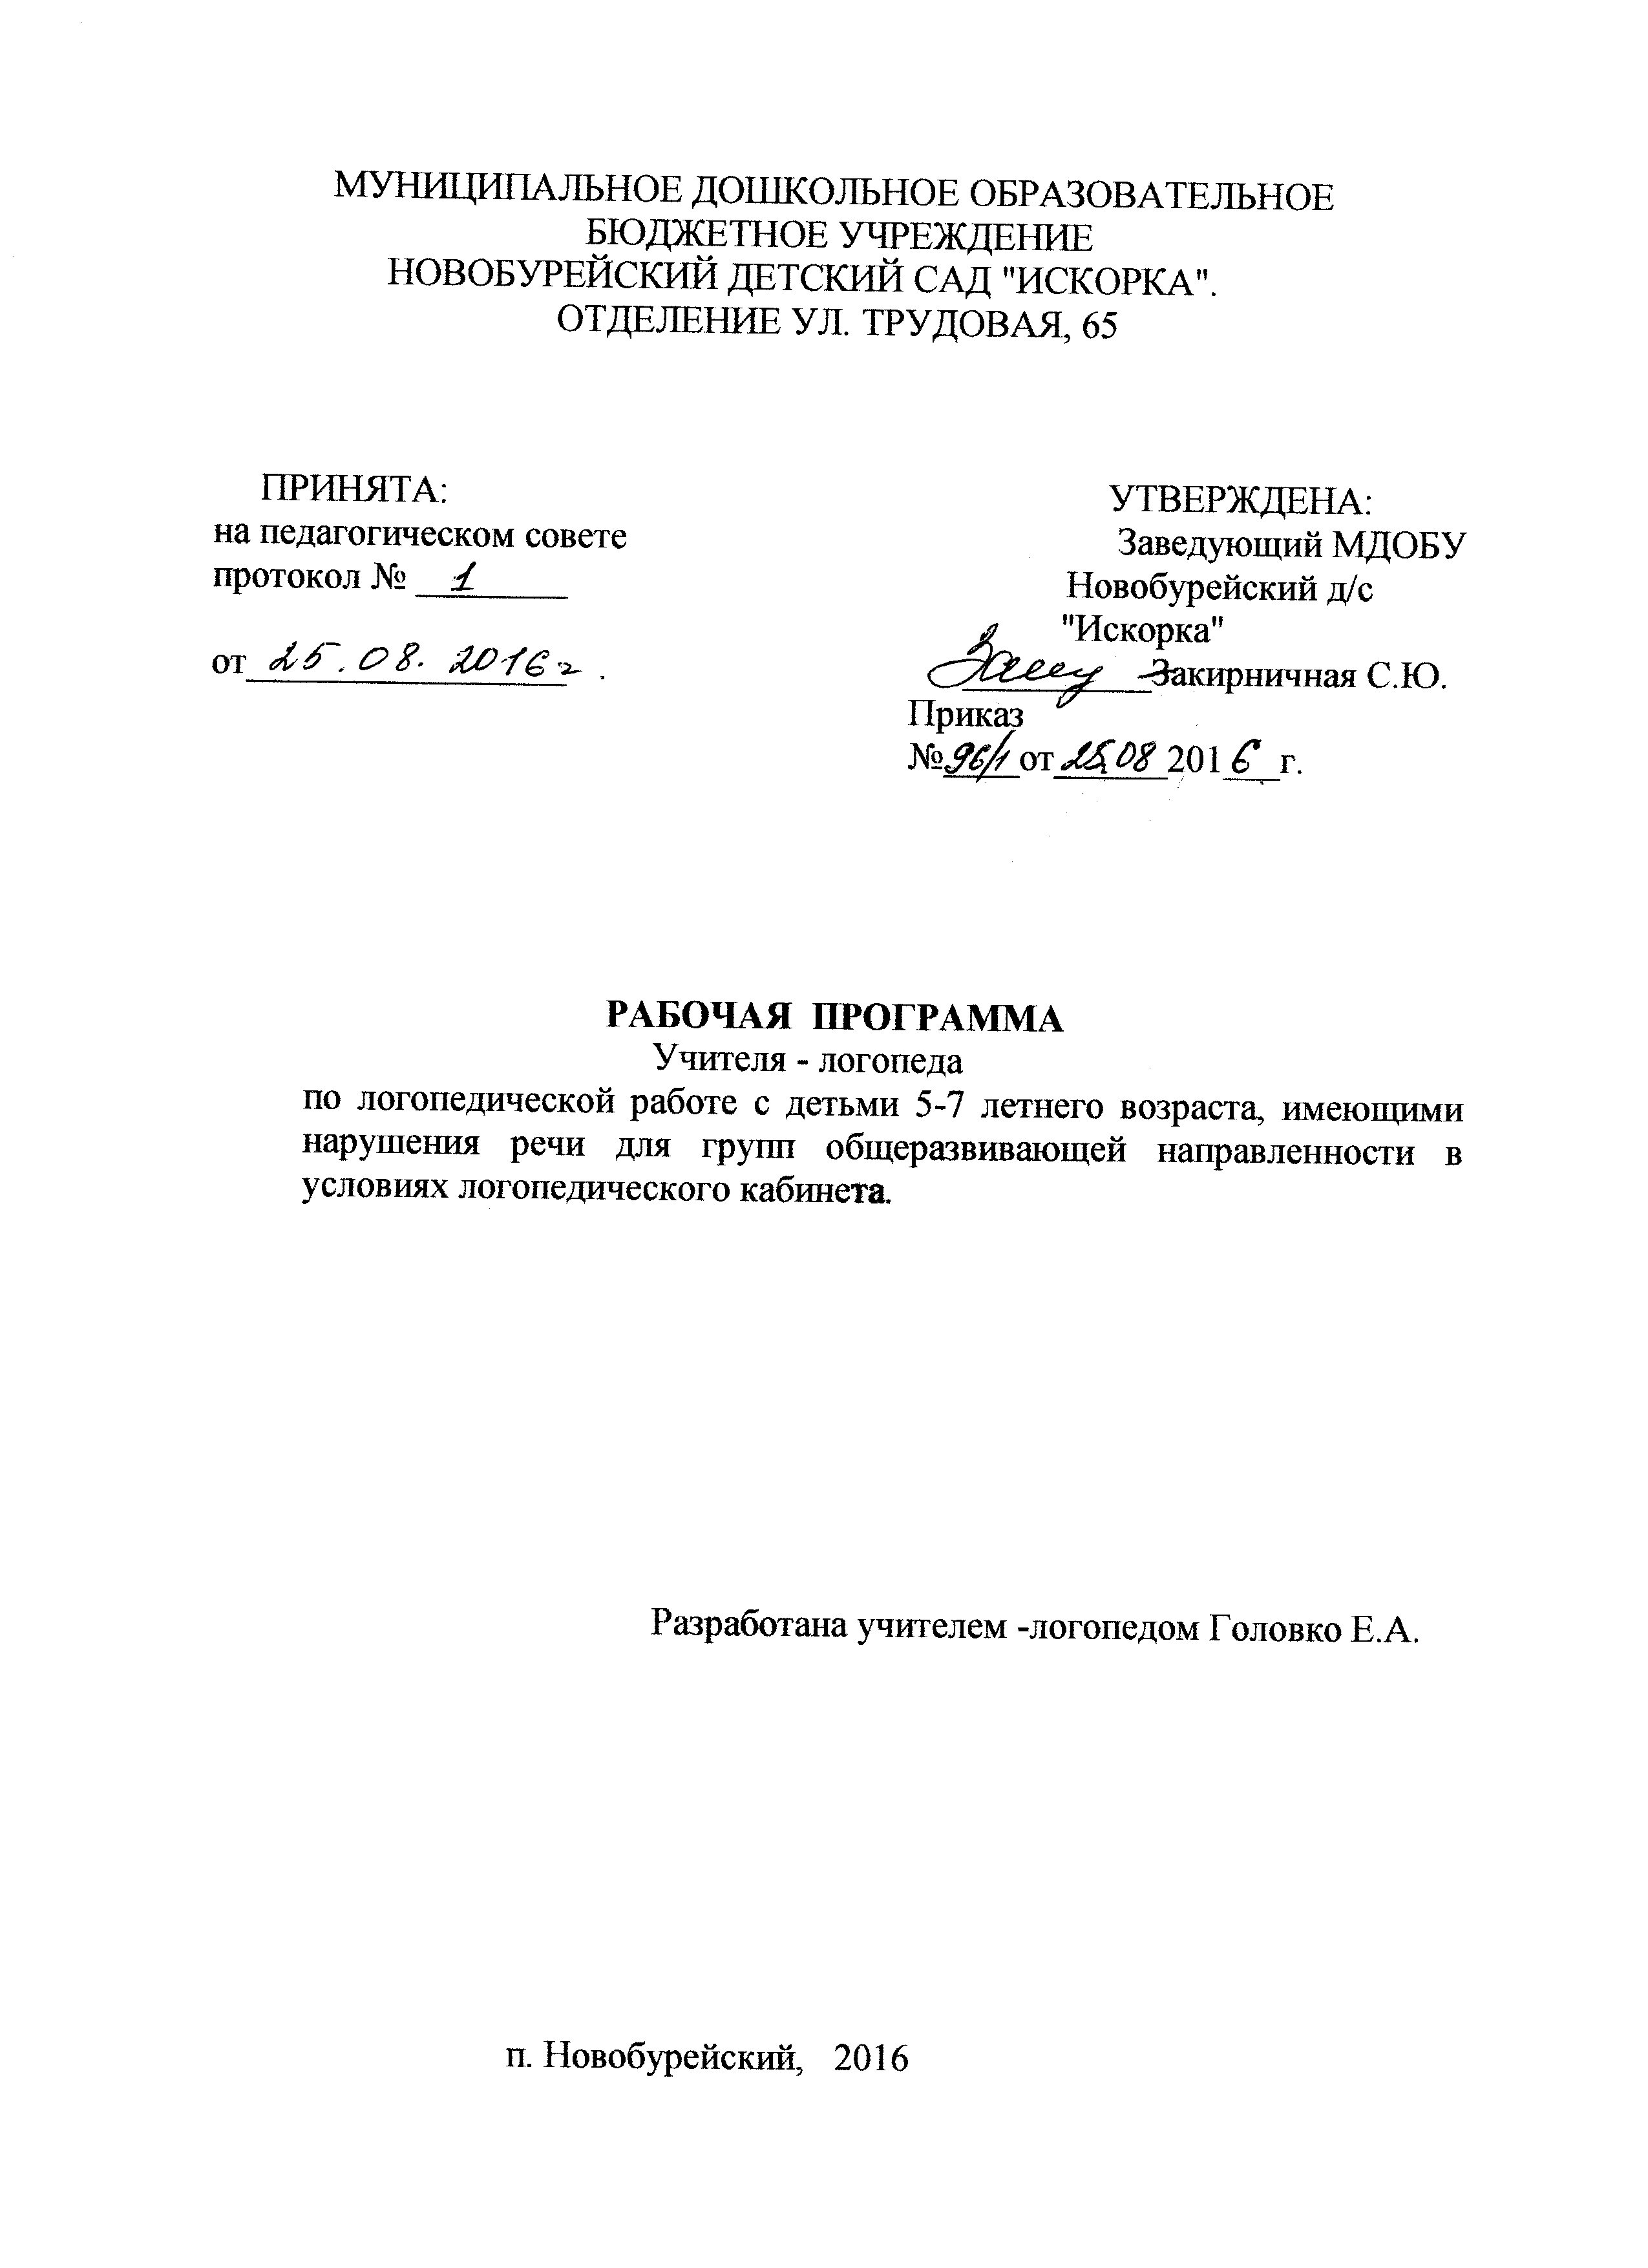 МУНИЦИПАЛЬНОЕ ДОШКОЛЬНОЕ ОБРАЗОВАТЕЛЬНОЕ
БЮДЖЕТНОЕ УЧРЕЖДЕНИЕ
НОВОБУРЕЙСКИЙ ДЕТСКИЙ САД "ИСКОРКА".
ОТДЕЛЕНИЕ УЛ. ТРУДОВАЯ, 65
ПРИНЯТА:
на педагогическом совете
протокол № 1
от 25.08. 2016г .
УТВЕРЖДЕНА:
Заведующий МДОБУ
Новобурейский д/с
"Искорка"
Закирничная С.Ю.
Приказ
№96/1от 25.08 2016 г.
РАБОЧАЯ ПРОГРАММА
Учителя - логопеда
по логопедической работе с детьми 5-7 летнего возраста, имеющими
нарушения речи для групп общеразвивающей направленности в
условиях логопедического кабинета.
Разработана учителем -логопедом Головко Е.А.
п. Новобурейский, 2016